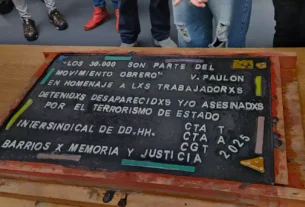 "LOS 30.000 SON PARTE DEL
MOVIMIENTO OBRERO" V. PAULON
EN HOMENAJE A LXS TRABAJADORXS
DETENIDXS DESAPARECIDXS Y/O ASESINADXS
POR EL TERRORISMO DE ESTADO
INTERSINDICAL DE DD.HH. CTA T
CTA A
CGT
BARRIOS X MEMORIA Y JUSTICIA 2025